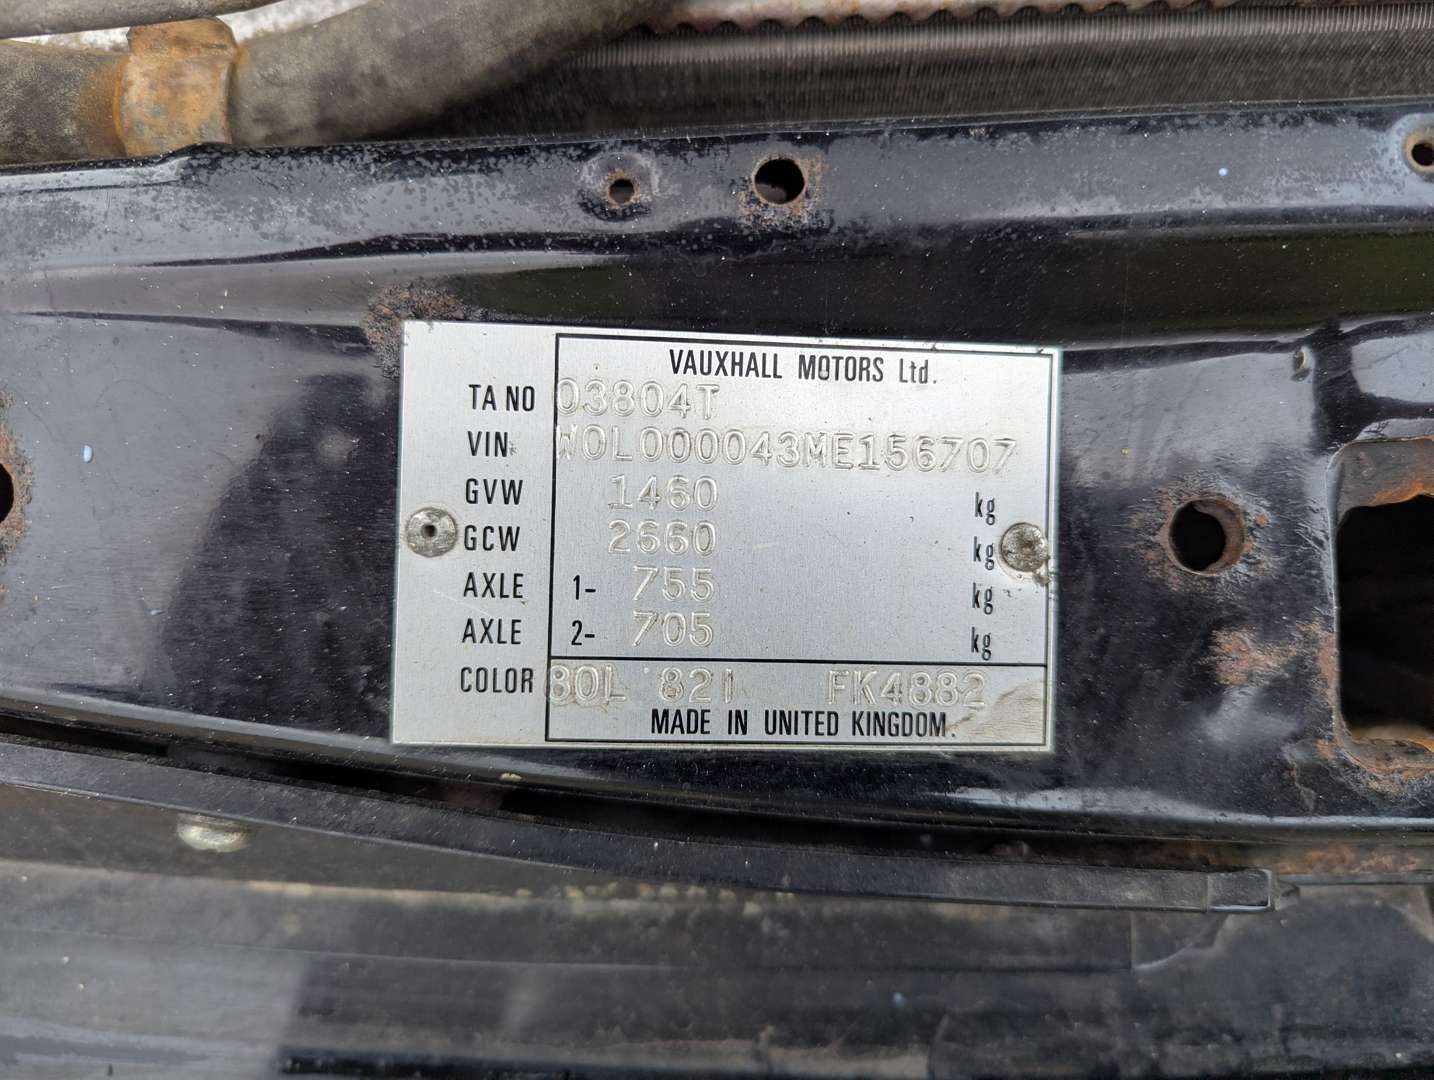 VAUXHALL MOTORS Ltd.
TA NO 03804T
VIN W0L000043ME156707
GVW 1460 kg
GCW 2660 kg
AXLE 1- 755 kg
AXLE 2- 705 kg
COLOR 80L 821 FK4882
MADE IN UNITED KINGDOM.